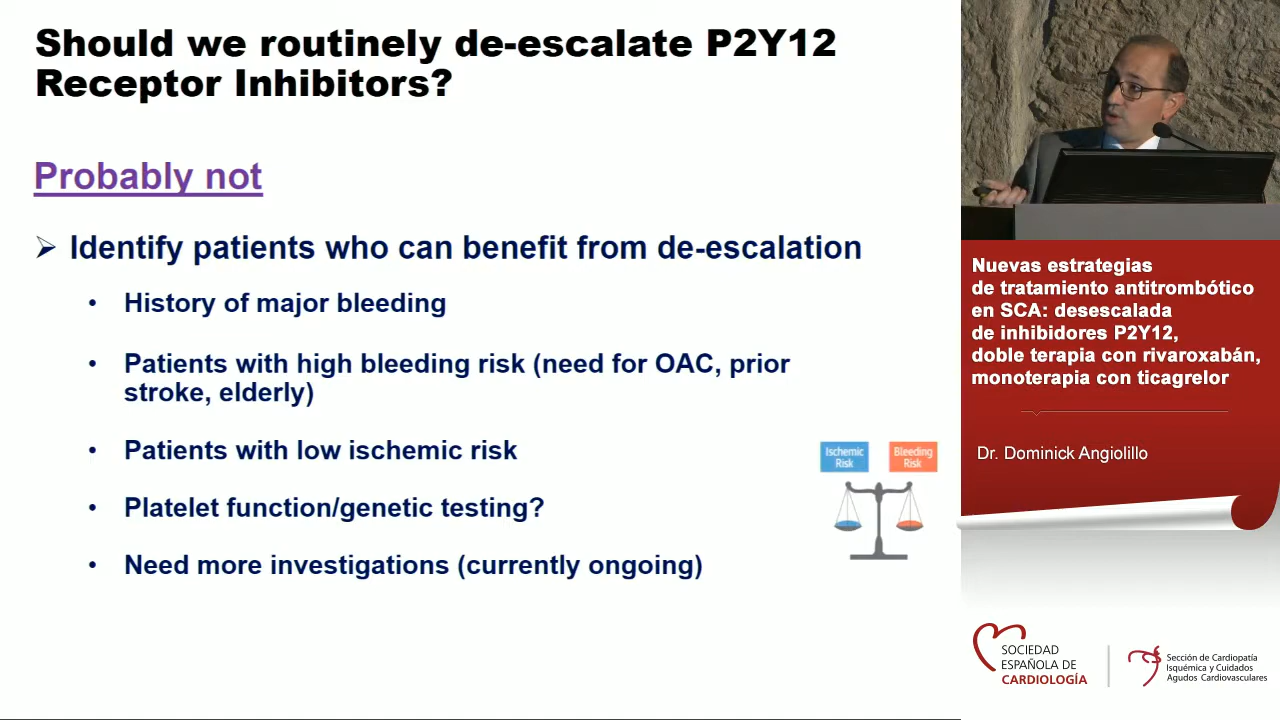 Should we routinely de-escalate P2Y12
Receptor Inhibitors?
Probably not
➢ Identify patients who can benefit from de-escalation
• History of major bleeding
• Patients with high bleeding risk (need for OAC, prior
stroke, elderly)
• Patients with low ischemic risk
• Platelet function/genetic testing?
• Need more investigations (currently ongoing)
Ischemic
Risk
Bleeding
Risk
Nuevas estrategias
de tratamiento antitrombótico
en SCA: desescalada
de inhibidores P2Y12,
doble terapia con rivaroxabán,
monoterapia con ticagrelor
Dr. Dominick Angiolillo
SOCIEDAD
ESPAÑOLA DE
CARDIOLOGÍA
Sección de Cardiopatía
Isquémica y Cuidados
Agudos Cardiovasculares